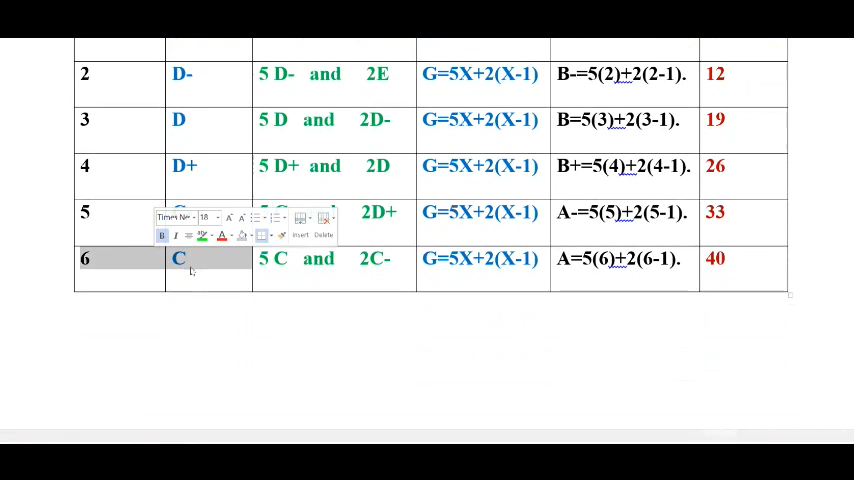 2 D- 5 D- and 2E G=5X+2(X-1) B-=5(2)+2(2-1). 12
3 D 5 D and 2D- G=5X+2(X-1) B=5(3)+2(3-1). 19
4 D+ 5 D+ and 2D G=5X+2(X-1) B+=5(4)+2(4-1). 26
5 2D+ G=5X+2(X-1) A-=5(5)+2(5-1). 33
Times Ne 18
Insert Delete
6 C 5 C and 2C- G=5X+2(X-1) A=5(6)+2(6-1). 40